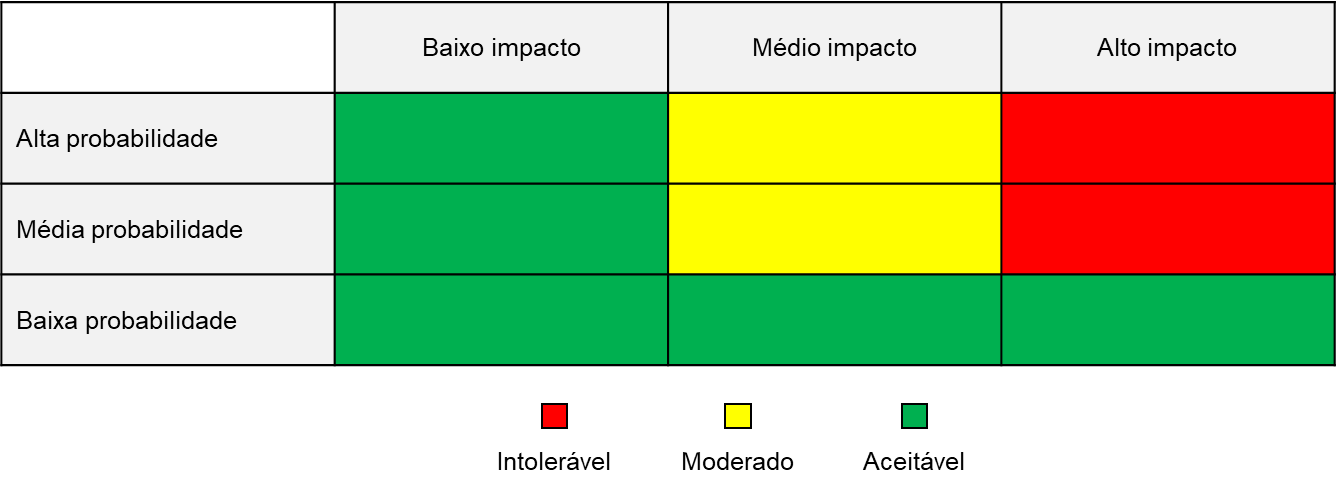 Baixo impacto
Médio impacto
Alto impacto
Alta probabilidade
Média probabilidade
Baixa probabilidade
Intolerável
Moderado
Aceitável